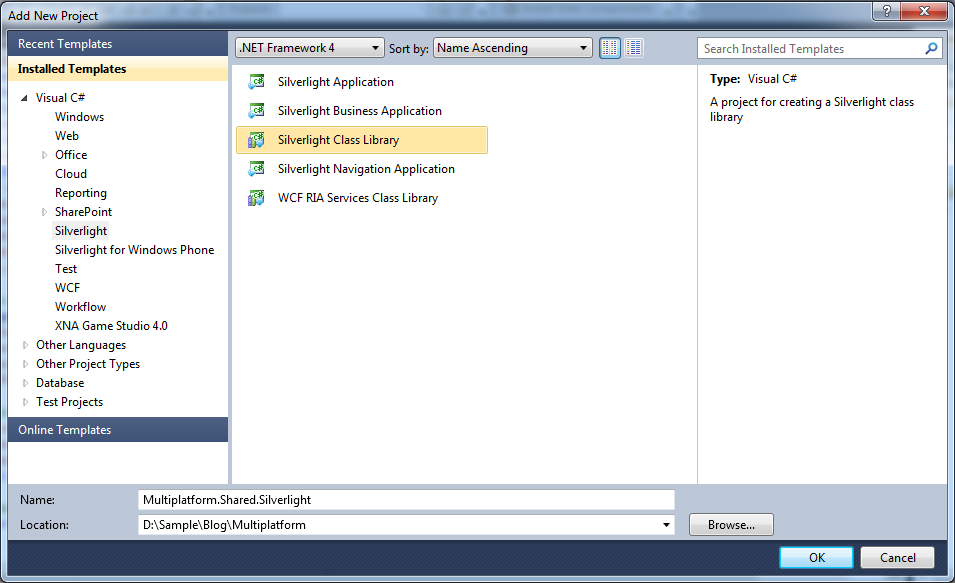 Add New Project
?
Recent Templates
Installed Templates
Visual C#
Windows
Web
Office
Cloud
Reporting
SharePoint
Silverlight
Silverlight for Windows Phone
Test
WCF
Workflow
XNA Game Studio 4.0
Other Languages
Other Project Types
Database
Test Projects
Online Templates
.NET Framework 4 Sort by: Name Ascending
C# Silverlight Application
C# Silverlight Business Application
C# Silverlight Class Library
C# Silverlight Navigation Application
C# WCF RIA Services Class Library
Search Installed Templates
Type: Visual C#
A project for creating a Silverlight class
library
Name: Multiplatform.Shared.Silverlight
Location: D:\Sample\Blog\Multiplatform Browse...
OK Cancel